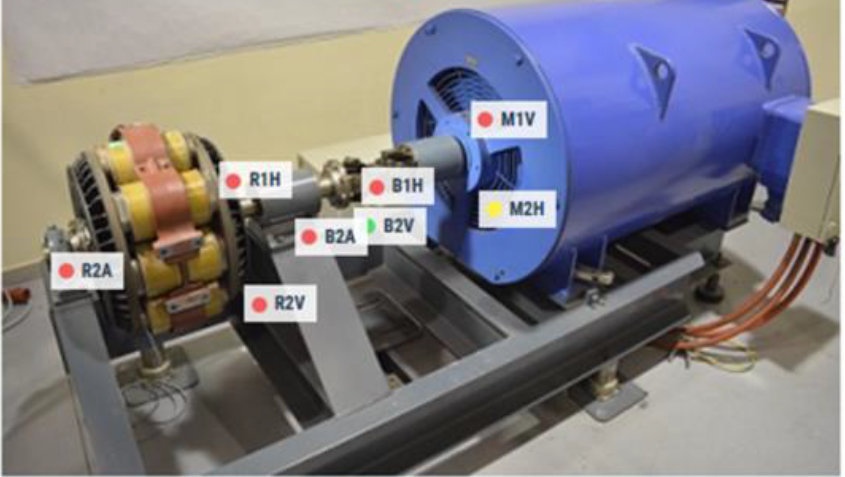 M1V
R1H
B1H
M2H
B2A
B2V
R2A
R2V